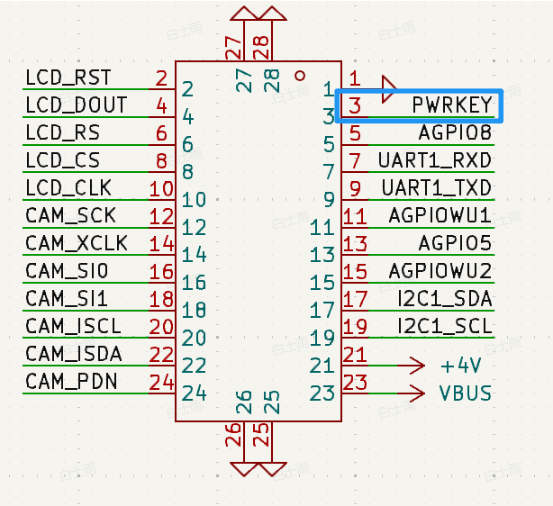 27 28
27 28
LCD_RST 2 2 1 1
LCD_DOUT 4 4 3 3 PWRKEY
LCD_RS 6 6 5 5 AGPIO8
LCD_CS 8 8 7 7 UART1_RXD
LCD_CLK 10 10 9 9 UART1_TXD
CAM_SCK 12 12 11 11 AGPIOWU1
CAM_XCLK 14 14 13 13 AGPIO5
CAM_SI0 16 16 15 15 AGPIOWU2
CAM_SI1 18 18 17 17 I2C1_SDA
CAM_ISCL 20 20 19 19 I2C1_SCL
CAM_ISDA 22 22 21 21 +4V
CAM_PDN 24 24 23 23 VBUS
26 25
26 25
白士雨